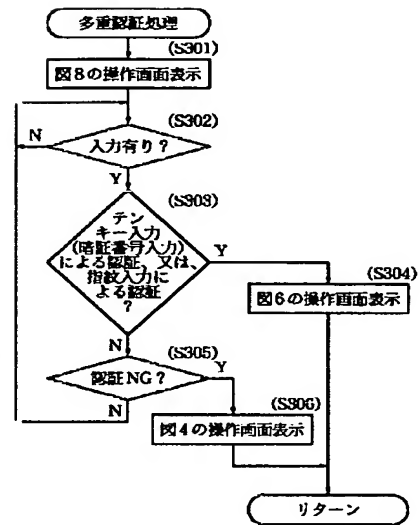 多重認証処理
(S301)
図8の操作画面表示
(S302)
N
入力有り?
Y
(S303)
テン
キー入力
(暗証番号入力)
による認証、又は、
指紋入力に
よる認証
?
Y
(S304)
図6の操作画面表示
N
(S305)
認証NG?
Y
N
(S306)
図4の操作画面表示
リターン